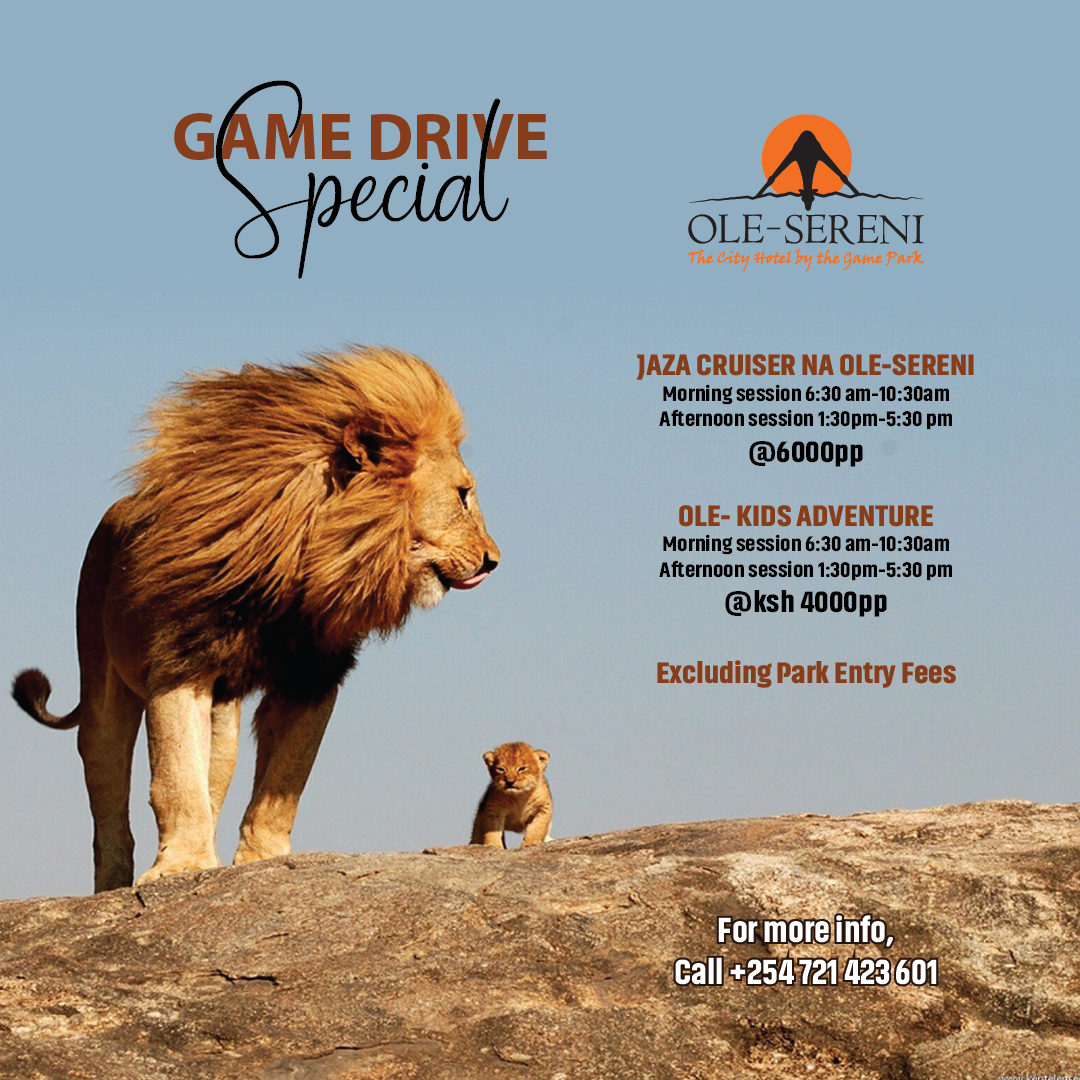 GAME DRIVE
Special
OLE-SERENI
The City Hotel by the Game Park
JAZA CRUISER NA OLE-SERENI
Morning session 6:30 am-10:30am
Afternoon session 1:30pm-5:30 pm
@6000pp
OLE- KIDS ADVENTURE
Morning session 6:30 am-10:30am
Afternoon session 1:30pm-5:30 pm
@ksh 4000pp
Excluding Park Entry Fees
For more info,
Call +254 721 423 601